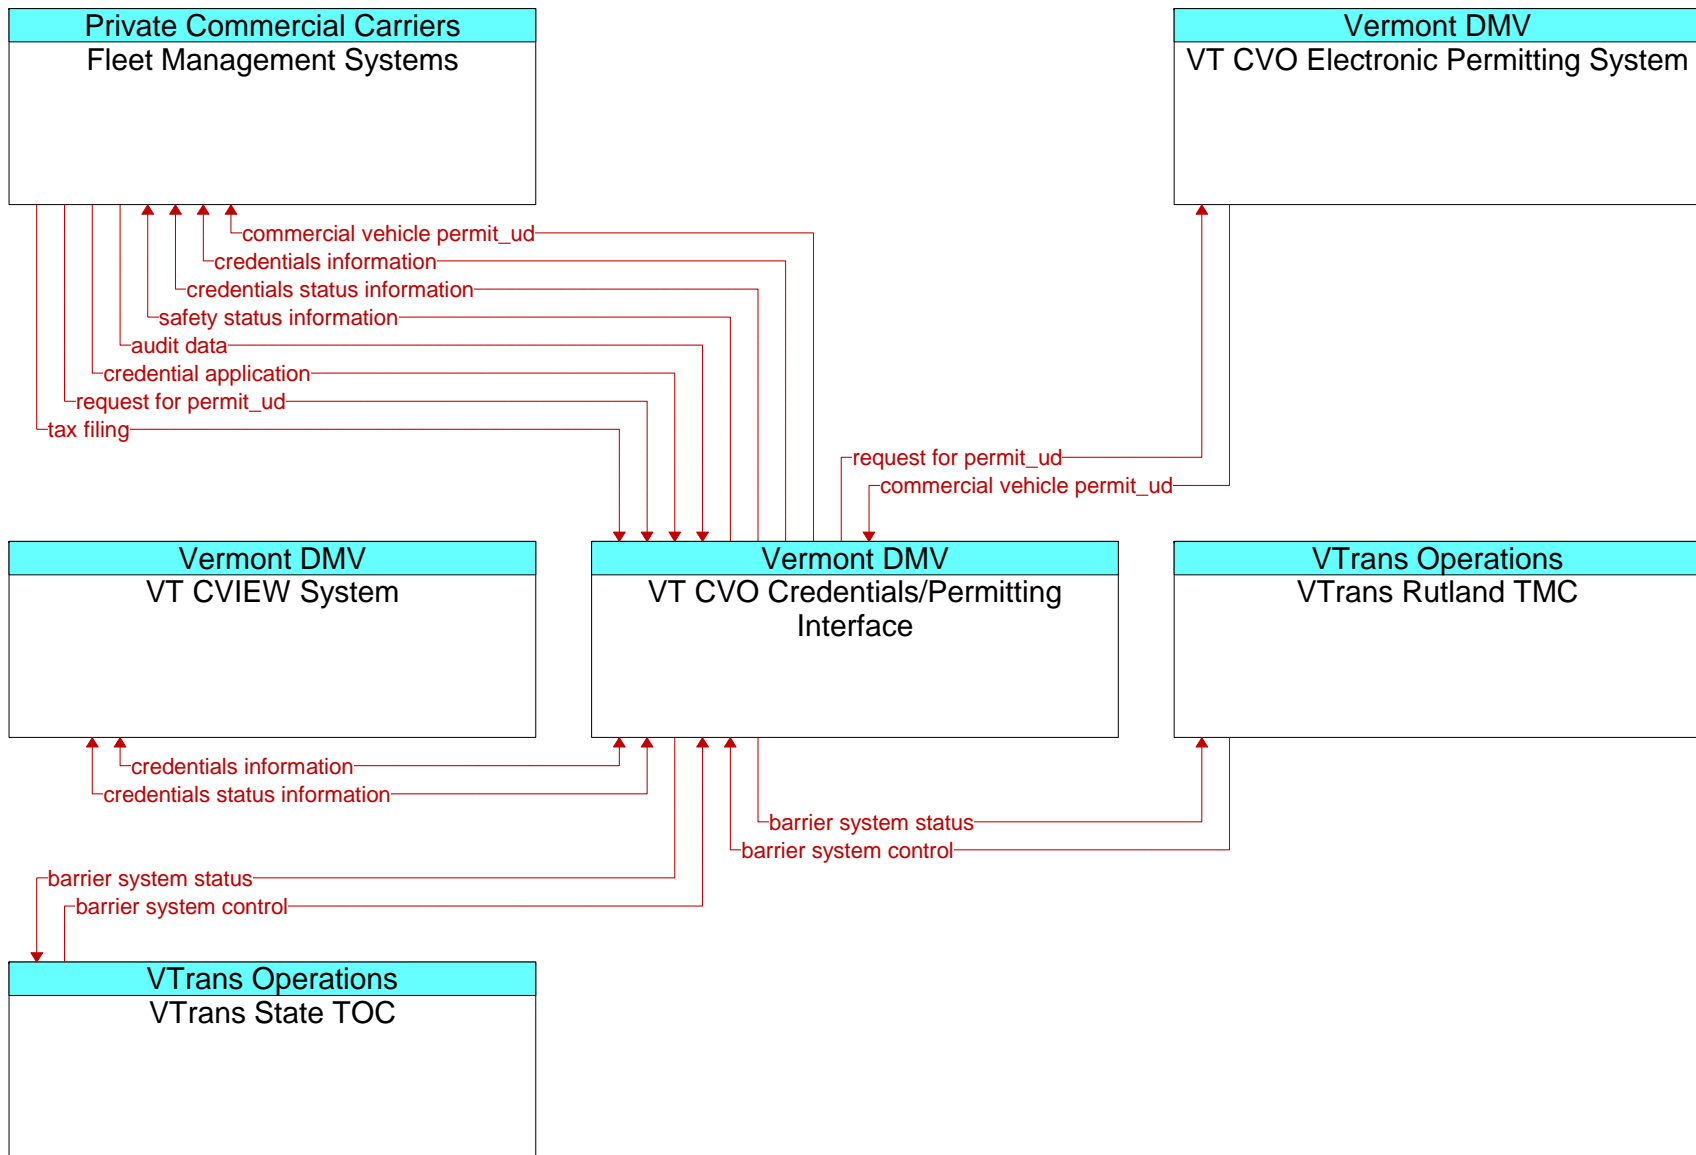 Private Commercial Carriers
Fleet Management Systems
Vermont DMV
VT CVO Electronic Permitting System
commercial vehicle permit_ud
credentials information
credentials status information
safety status information
audit data
credential application
request for permit_ud
tax filing
request for permit_ud
commercial vehicle permit_ud
Vermont DMV
VT CVIEW System
Vermont DMV
VT CVO Credentials/Permitting
Interface
VTrans Operations
VTrans Rutland TMC
credentials information
credentials status information
barrier system status
barrier system control
barrier system status
barrier system control
VTrans Operations
VTrans State TOC